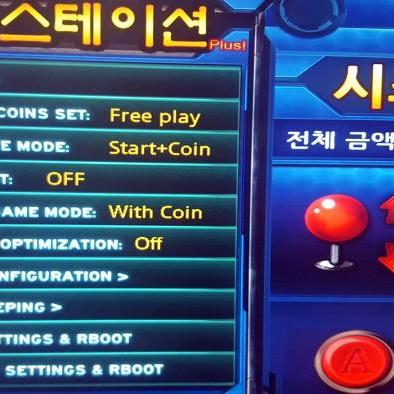 스테이션
Plus!
COINS SET: Free play
E MODE: Start+Coin
T: OFF
GAME MODE: With Coin
OPTIMIZATION: Off
NFIGURATION >
EPING >
TTINGS & RBOOT
SETTINGS & RBOOT
시
전체 금액
A